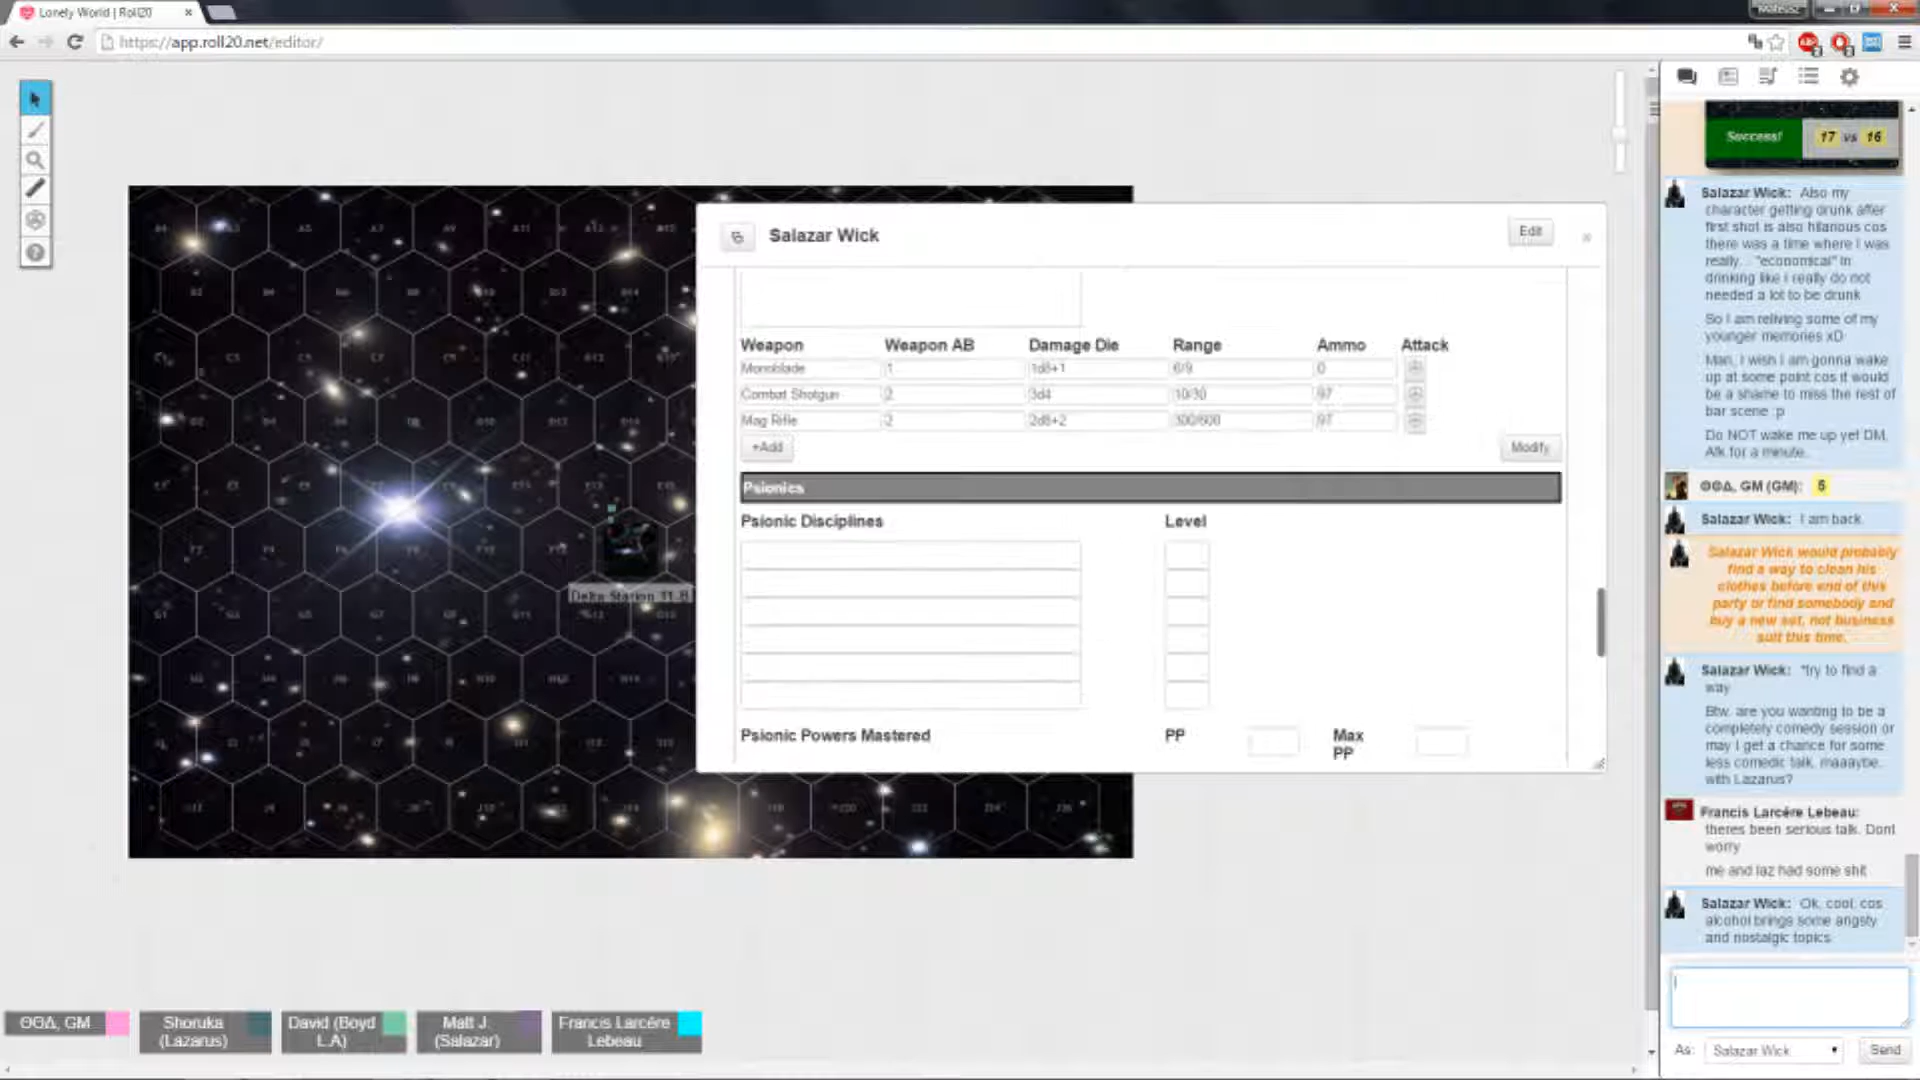 Lonely World | Roll20
Mateusz
https://app.roll20.net/editor/
Success!
17 vs 16
Salazar Wick
Edit
Weapon Weapon AB Damage Die Range Ammo Attack
Monoblade 1 1d8+1 6/9 0
Combat Shotgun 2 3d4 10/30 97
Mag Rifle 2 2d8+2 300/600 97
+Add
Modify
Psionics
Psionic Disciplines Level
Psionic Powers Mastered PP Max
PP
Delta Station 11-B
Salazar Wick: Also my
character getting drunk after
first shot is also hilarious cos
there was a time where I was
really... "economical" in
drinking like I really do not
needed a lot to be drunk
So I am reliving some of my
younger memories xD
Man, I wish I am gonna wake
up at some point cos it would
be a shame to miss the rest of
bar scene :p
Do NOT wake me up yet DM,
Afk for a minute.
ΘΘΔ, GM (GM): 5
Salazar Wick: I am back.
Salazar Wick would probably
find a way to clean his
clothes before end of this
party or find somebody and
buy a new set, not business
suit this time.
Salazar Wick: *try to find a
way
Btw. are you wanting to be a
completely comedy session or
may I get a chance for some
less comedic talk, maaaybe,
with Lazarus?
Francis Larcére Lebeau:
theres been serious talk. Dont
worry
me and laz had some shit
Salazar Wick: Ok, cool, cos
alcohol brings some angsty
and nostalgic topics
As: Salazar Wick Send
ΘΘΔ, GM
Shoruka
(Lazarus)
David (Boyd
L.A)
Matt J.
(Salazar)
Francis Larcére
Lebeau